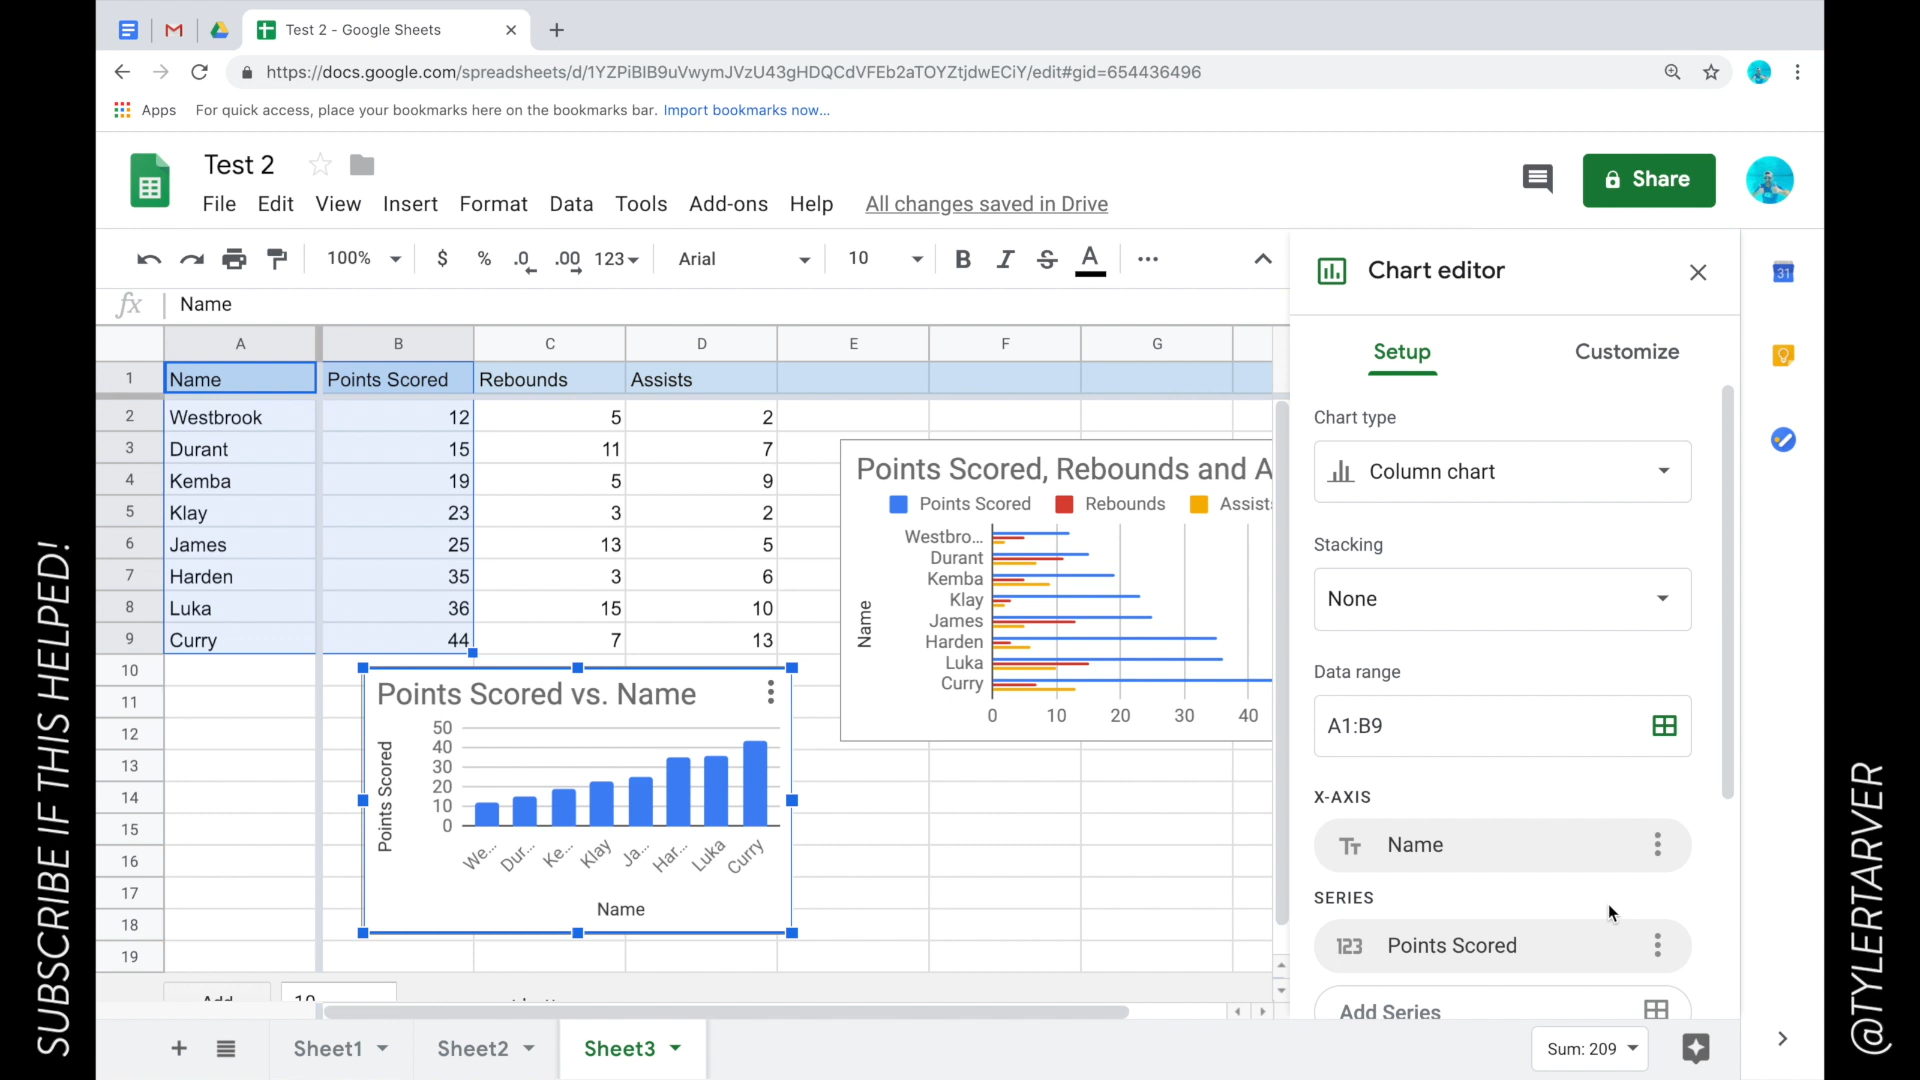 SUBSCRIBE IF THIS HELPED!
Test 2 - Google Sheets
https://docs.google.com/spreadsheets/d/1YZPiBIB9uVwymJVzU43gHDQCdVFEb2aTOYZtjdwECiY/edit#gid=654436496
Apps For quick access, place your bookmarks here on the bookmarks bar. Import bookmarks now...
Test 2
File Edit View Insert Format Data Tools Add-ons Help All changes saved in Drive
Share
100% $ % .0 .00 123 Arial 10 B I S A
fx Name
A B C D E F G
1 Name Points Scored Rebounds Assists
2 Westbrook 12 5 2
3 Durant 15 11 7
4 Kemba 19 5 9
5 Klay 23 3 2
6 James 25 13 5
7 Harden 35 3 6
8 Luka 36 15 10
9 Curry 44 7 13
10
11
12
13
14
15
16
17
18
19
Points Scored vs. Name
Points Scored
50
40
30
20
10
0
We... Dur... Ke... Klay Ja... Har... Luka Curry
Name
Points Scored, Rebounds and A
Points Scored Rebounds Assists
Name
Westbro...
Durant
Kemba
Klay
James
Harden
Luka
Curry
0 10 20 30 40
Chart editor
Setup Customize
Chart type
Column chart
Stacking
None
Data range
A1:B9
X-AXIS
Tt Name
SERIES
123 Points Scored
Add Series
31
Sheet1 Sheet2 Sheet3
Sum: 209
@TYLERTARVER